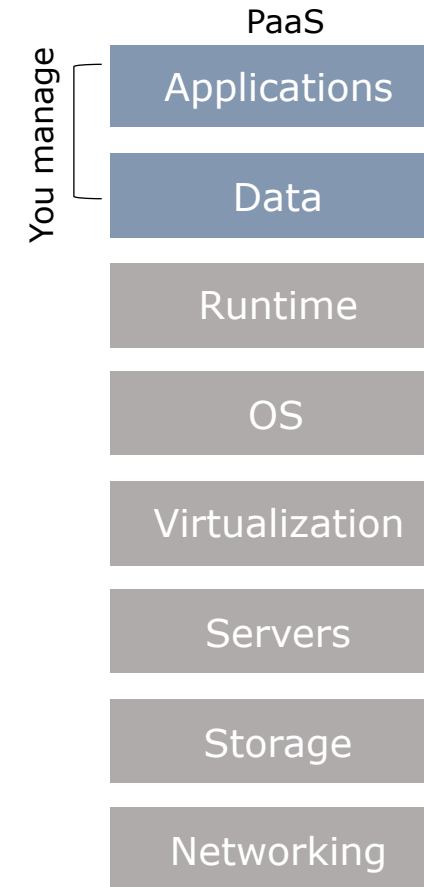 PaaS
You manage
Applications
Data
Runtime
OS
Virtualization
Servers
Storage
Networking